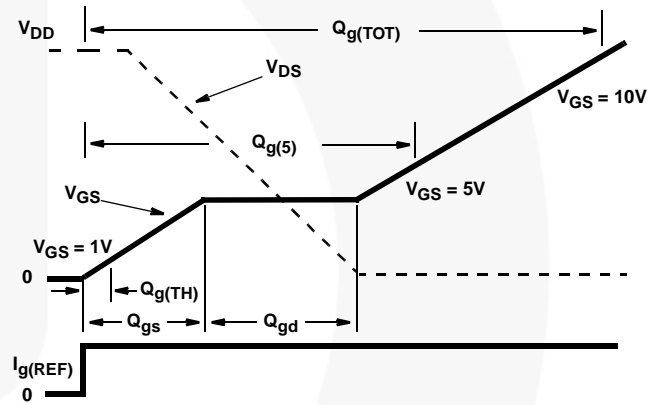 VDD
Qg(TOT)
VDS
VGS = 10V
Qg(5)
VGS
VGS = 5V
VGS = 1V
0
Qg(TH)
Qgs
Qgd
Ig(REF)
0